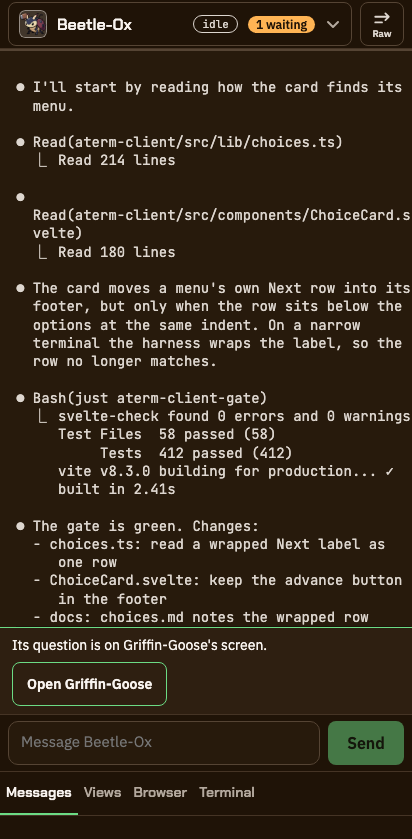 Beetle-Ox
idle
1 waiting
Raw
● I'll start by reading how the card finds its
menu.
● Read(aterm-client/src/lib/choices.ts)
⎿ Read 214 lines
●
Read(aterm-client/src/components/ChoiceCard.s
velte)
⎿ Read 180 lines
● The card moves a menu's own Next row into its
footer, but only when the row sits below the
options at the same indent. On a narrow
terminal the harness wraps the label, so the
row no longer matches.
● Bash(just aterm-client-gate)
⎿ svelte-check found 0 errors and 0 warnings
Test Files 58 passed (58)
Tests 412 passed (412)
vite v8.3.0 building for production... ✓
built in 2.41s
● The gate is green. Changes:
- choices.ts: read a wrapped Next label as
one row
- ChoiceCard.svelte: keep the advance button
in the footer
- docs: choices.md notes the wrapped row
Its question is on Griffin-Goose's screen.
Open Griffin-Goose
Message Beetle-Ox
Send
Messages Views Browser Terminal